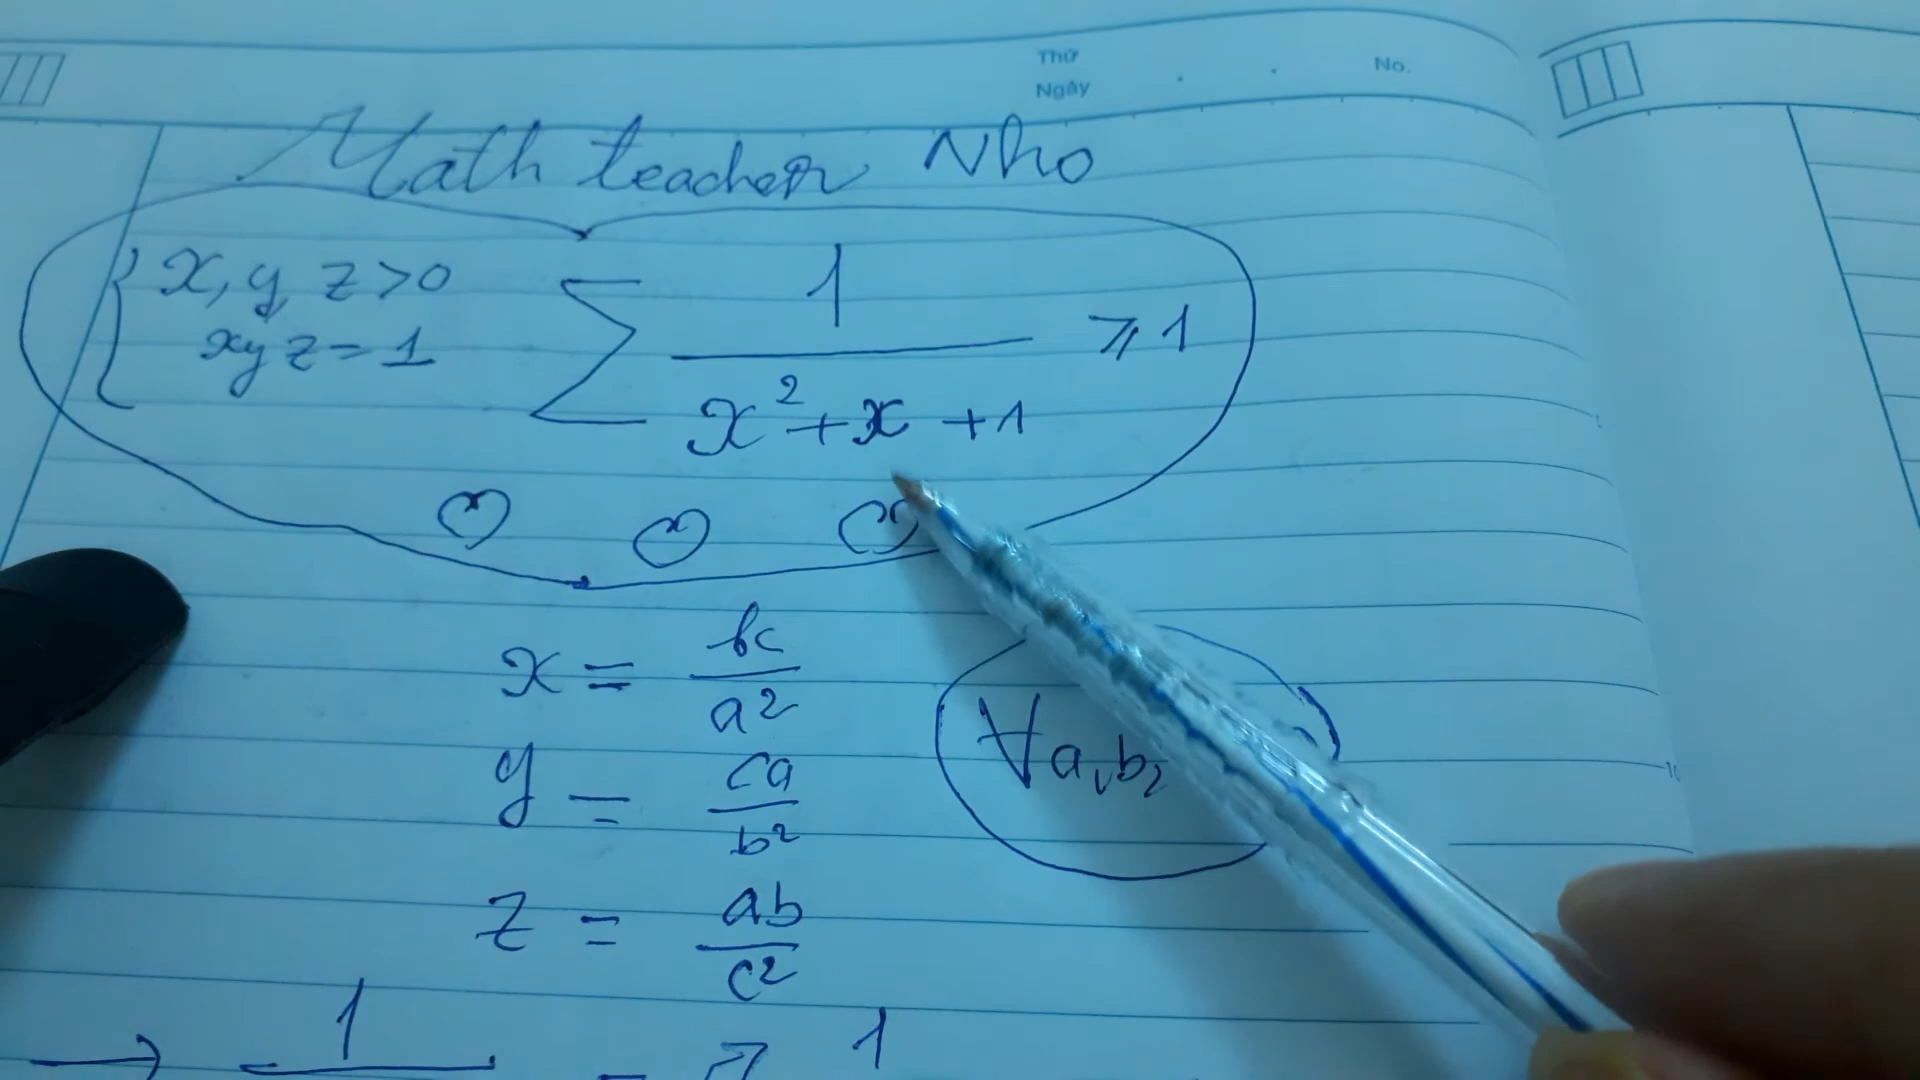 Thứ
Ngày
No.
Math teacher Nho
x, y, z > 0
xyz = 1
∑ 1 / (x² + x + 1) ⩾ 1
x = bc / a²
∀ a, b,
y = ca / b²
z = ab / c²
→ 1
= ∑ 1